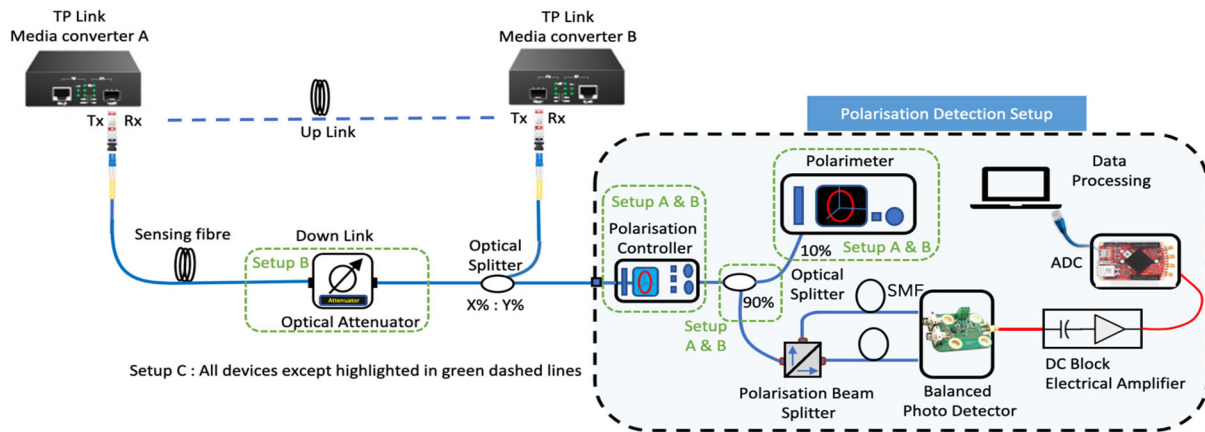 TP Link
Media converter A
TP Link
Media converter B
Tx
Rx
Up Link
Tx
Rx
Polarisation Detection Setup
Polarimeter
Data
Processing
Setup A & B
Polarisation
Controller
Setup A & B
10%
ADC
Sensing fibre
Down Link
Setup B
Attenuator
Optical Attenuator
Optical
Splitter
X% : Y%
90%
Optical
Splitter
SMF
Setup
A & B
Setup C : All devices except highlighted in green dashed lines
Polarisation Beam
Splitter
Balanced
Photo Detector
DC Block
Electrical Amplifier